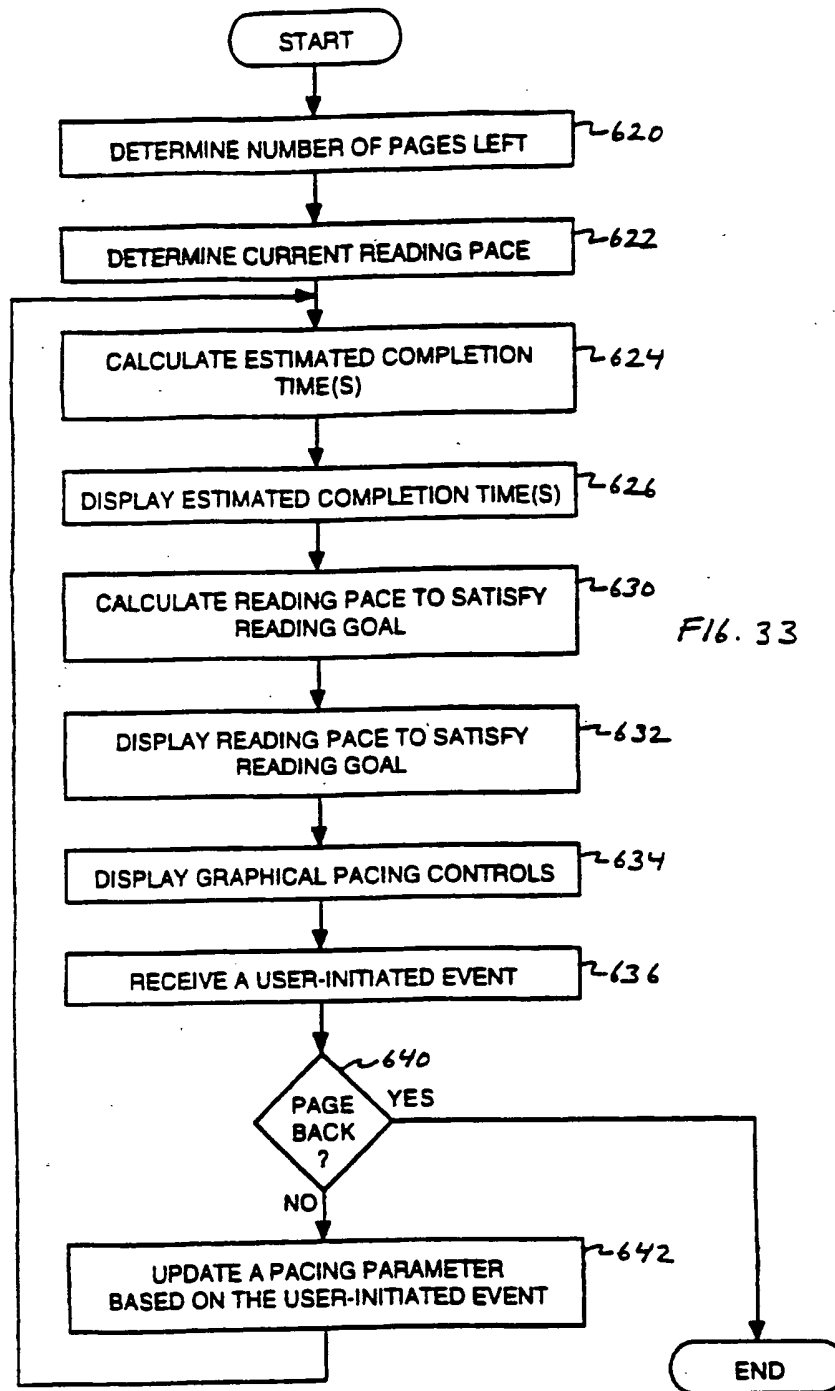 START
DETERMINE NUMBER OF PAGES LEFT
620
DETERMINE CURRENT READING PACE
622
CALCULATE ESTIMATED COMPLETION
TIME(S)
624
DISPLAY ESTIMATED COMPLETION TIME(S)
626
CALCULATE READING PACE TO SATISFY
READING GOAL
630
FIG. 33
DISPLAY READING PACE TO SATISFY
READING GOAL
632
DISPLAY GRAPHICAL PACING CONTROLS
634
RECEIVE A USER-INITIATED EVENT
636
640
PAGE
BACK
?
YES
NO
UPDATE A PACING PARAMETER
BASED ON THE USER-INITIATED EVENT
642
END